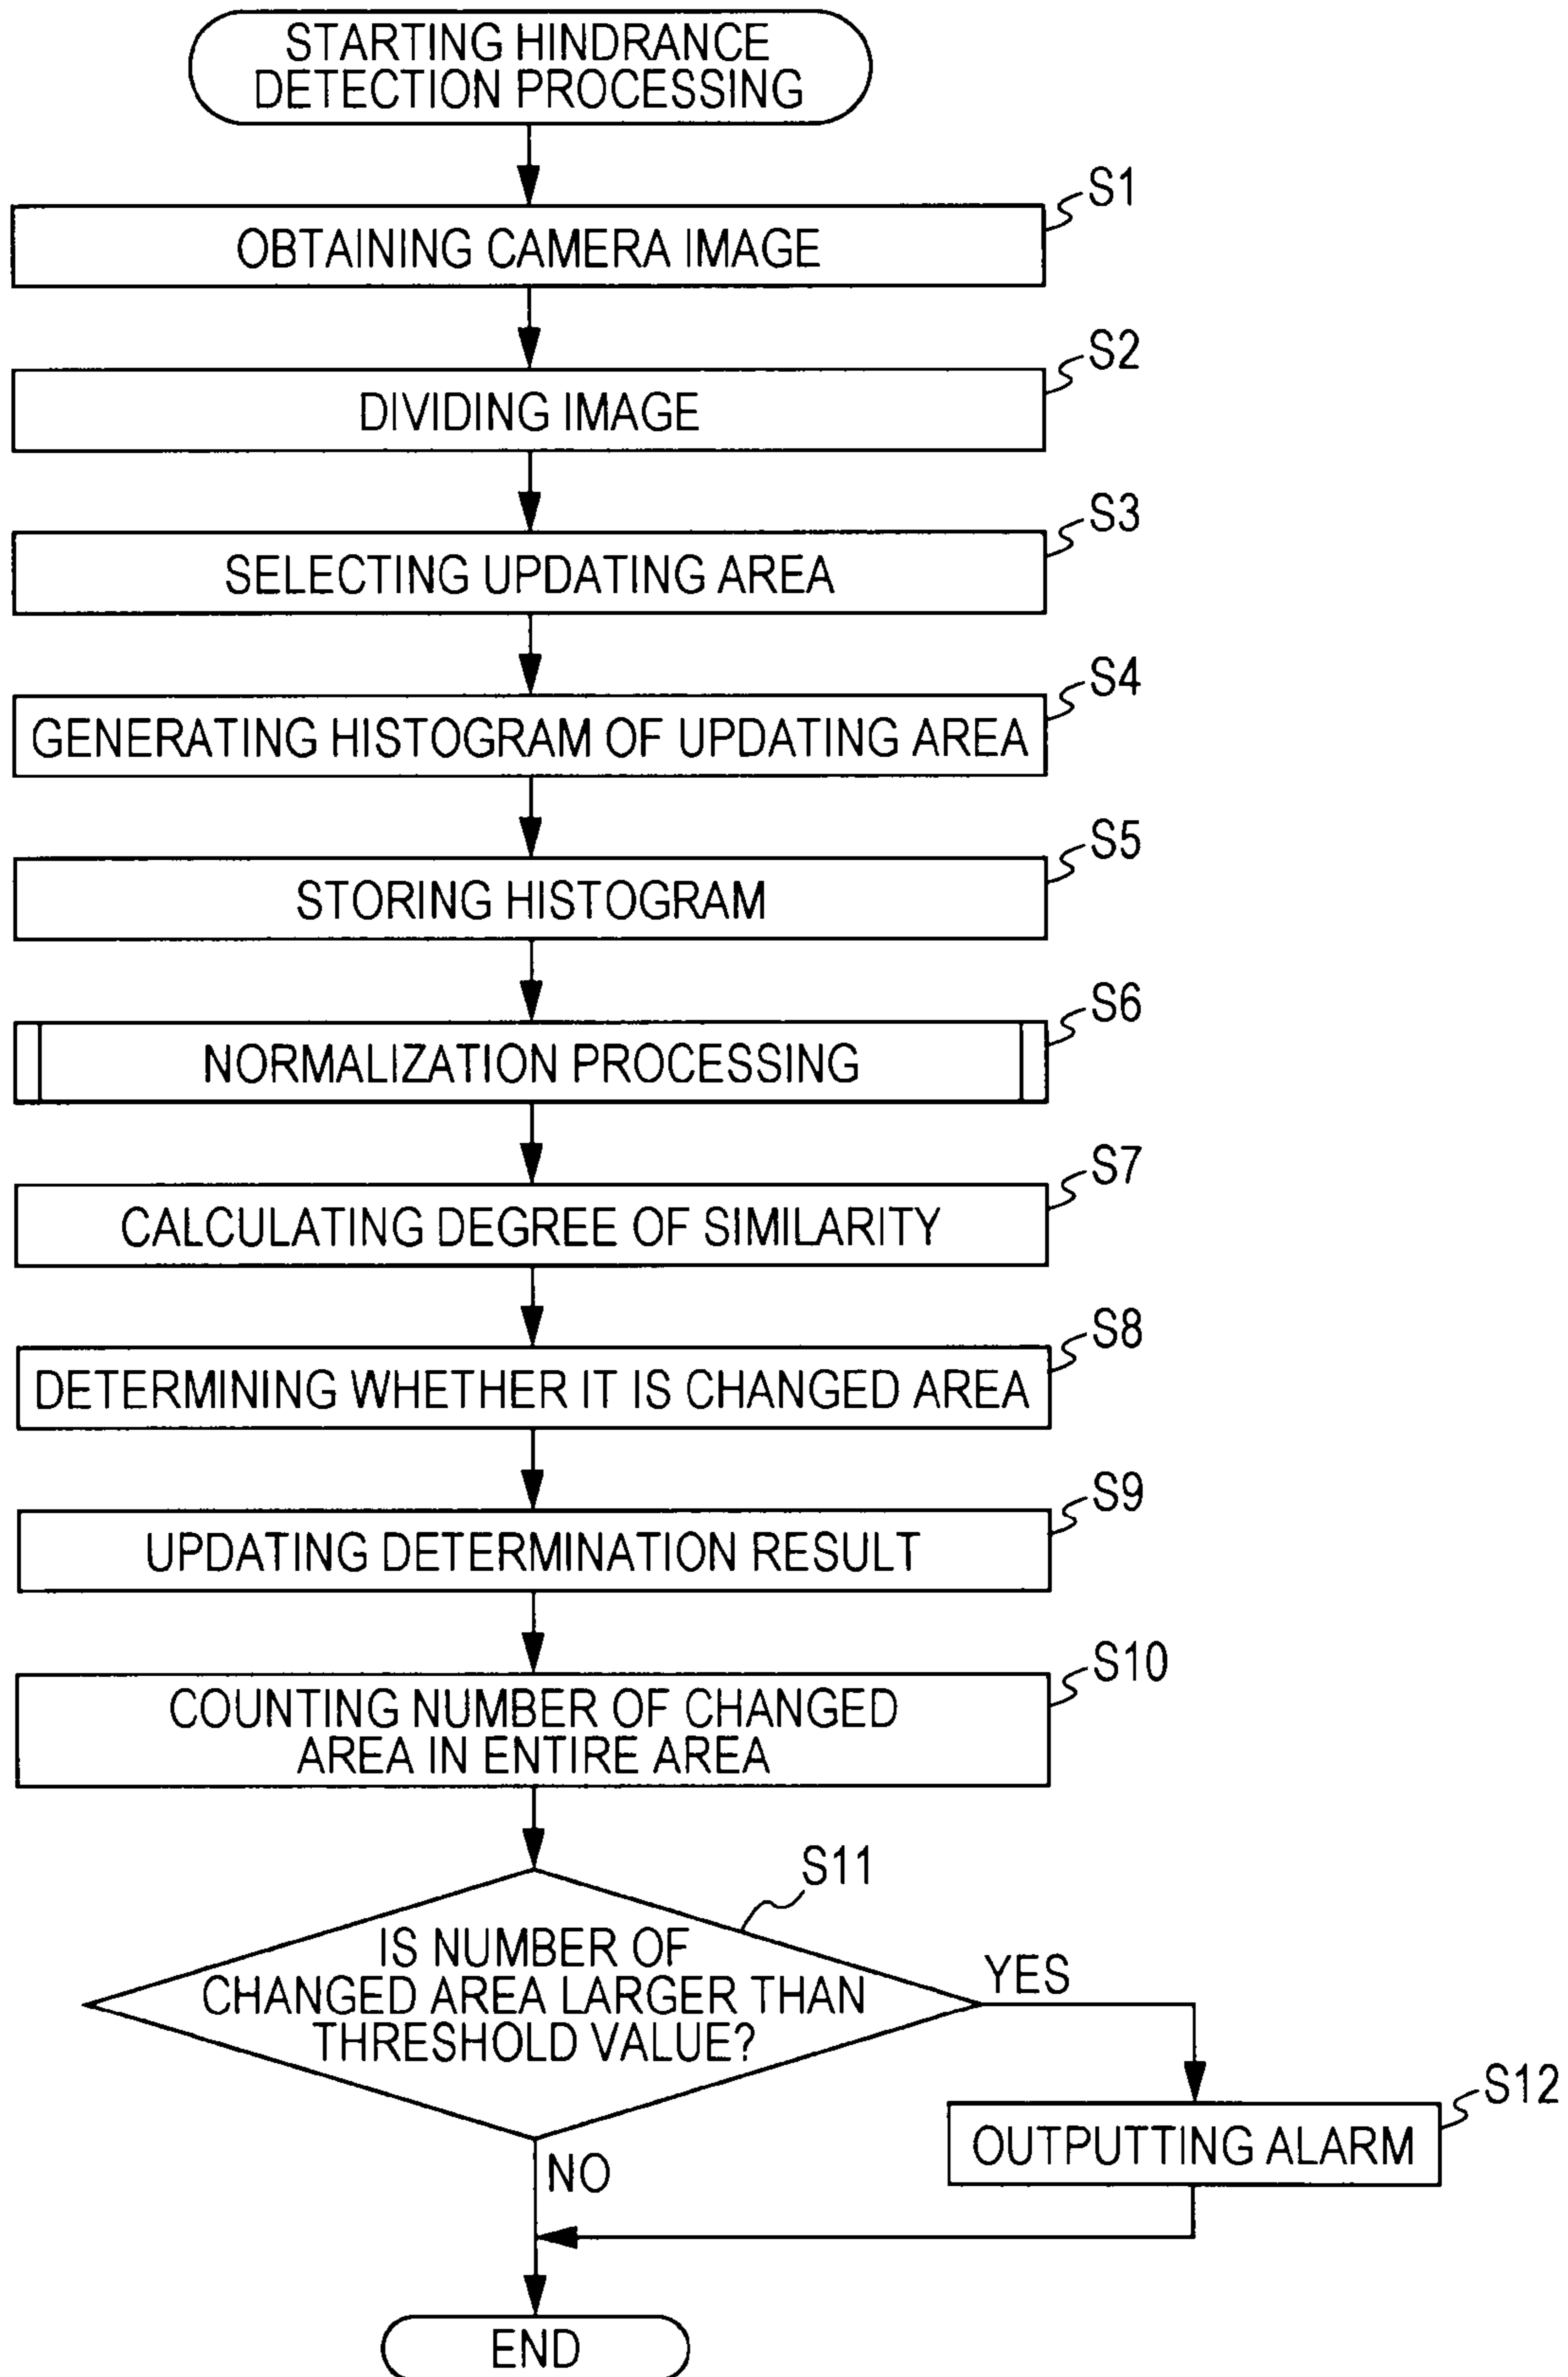 STARTING HINDRANCE
DETECTION PROCESSING
S1
OBTAINING CAMERA IMAGE
S2
DIVIDING IMAGE
S3
SELECTING UPDATING AREA
S4
GENERATING HISTOGRAM OF UPDATING AREA
S5
STORING HISTOGRAM
S6
NORMALIZATION PROCESSING
S7
CALCULATING DEGREE OF SIMILARITY
S8
DETERMINING WHETHER IT IS CHANGED AREA
S9
UPDATING DETERMINATION RESULT
S10
COUNTING NUMBER OF CHANGED
AREA IN ENTIRE AREA
S11
IS NUMBER OF
CHANGED AREA LARGER THAN
THRESHOLD VALUE?
YES
S12
OUTPUTTING ALARM
NO
END